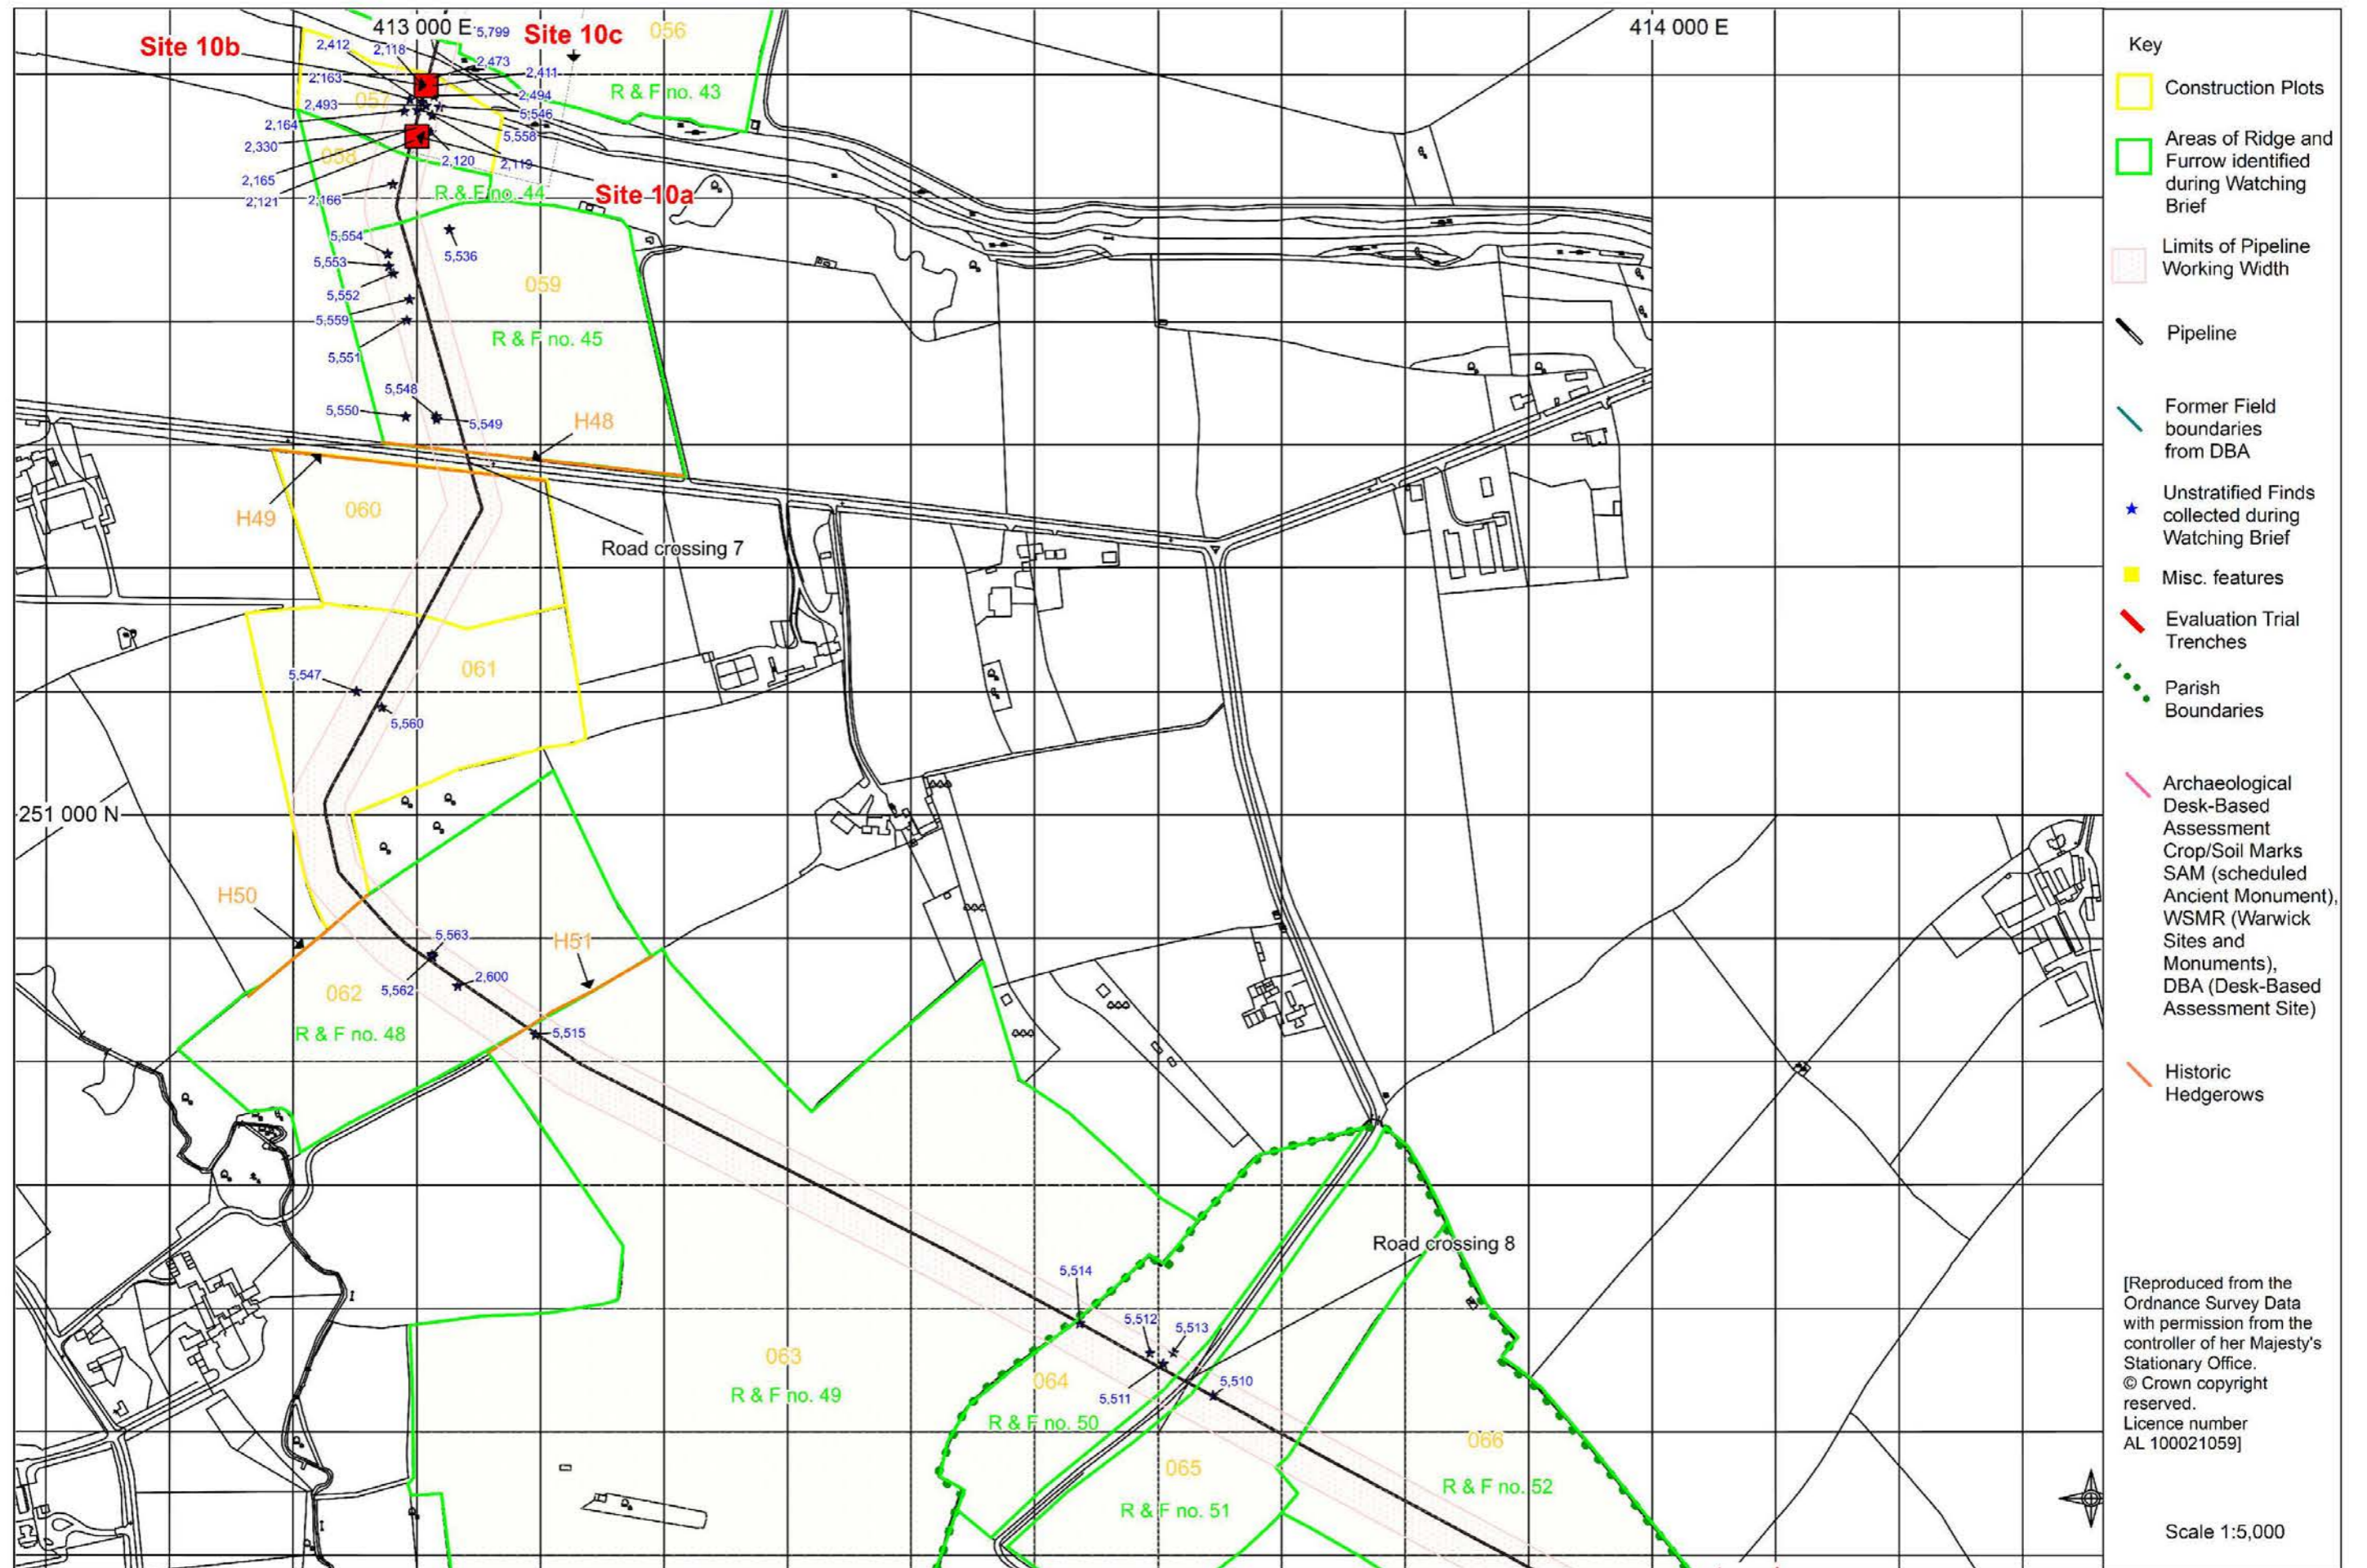 413 000 E
5,799
Site 10c
056
414 000 E
Site 10b
2,412
2,118
2,473
2,163
2,411
R & F no. 43
2,494
2,493
057
5,546
2,164
5,558
2,330
058
2,120
2,119
2,165
R & F no. 44
Site 10a
2,121
2,166
5,554
5,536
5,553
059
5,552
5,559
R & F no. 45
5,551
5,548
5,550
5,549
H48
H49
060
Road crossing 7
061
5,547
5,560
251 000 N
H50
5,563
H51
2,600
062
5,562
5,515
R & F no. 48
Road crossing 8
5,514
5,512
5,513
063
064
5,510
R & F no. 49
5,511
R & F no. 50
066
065
R & F no. 52
R & F no. 51
Key
Construction Plots
Areas of Ridge and
Furrow identified
during Watching
Brief
Limits of Pipeline
Working Width
Pipeline
Former Field
boundaries
from DBA
Unstratified Finds
collected during
Watching Brief
Misc. features
Evaluation Trial
Trenches
Parish
Boundaries
Archaeological
Desk-Based
Assessment
Crop/Soil Marks
SAM (scheduled
Ancient Monument),
WSMR (Warwick
Sites and
Monuments),
DBA (Desk-Based
Assessment Site)
Historic
Hedgerows
[Reproduced from the
Ordnance Survey Data
with permission from the
controller of her Majesty's
Stationary Office.
© Crown copyright
reserved.
Licence number
AL 100021059]
Scale 1:5,000